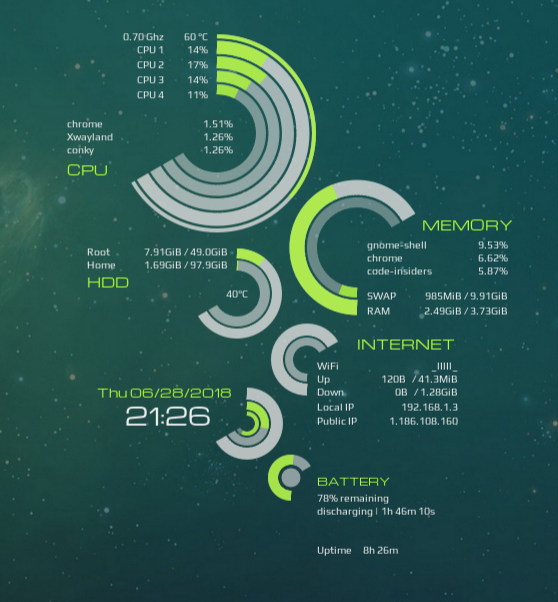 0.70 Ghz 60 °C
CPU 1 14%
CPU 2 17%
CPU 3 14%
CPU 4 11%
chrome 1.51%
Xwayland 1.26%
conky 1.26%
CPU
MEMORY
gnome-shell 9.53%
chrome 6.62%
code-insiders 5.87%
SWAP 985MiB / 9.91GiB
RAM 2.49GiB / 3.73GiB
Root 7.91GiB / 49.0GiB
Home 1.69GiB / 97.9GiB
HDD
40°C
INTERNET
WiFi _IIIII_
Up 120B / 41.3MiB
Down 0B / 1.28GiB
Local IP 192.168.1.3
Public IP 1.186.108.160
Thu 06/28/2018
21:26
BATTERY
78% remaining
discharging | 1h 46m 10s
Uptime 8h 26m